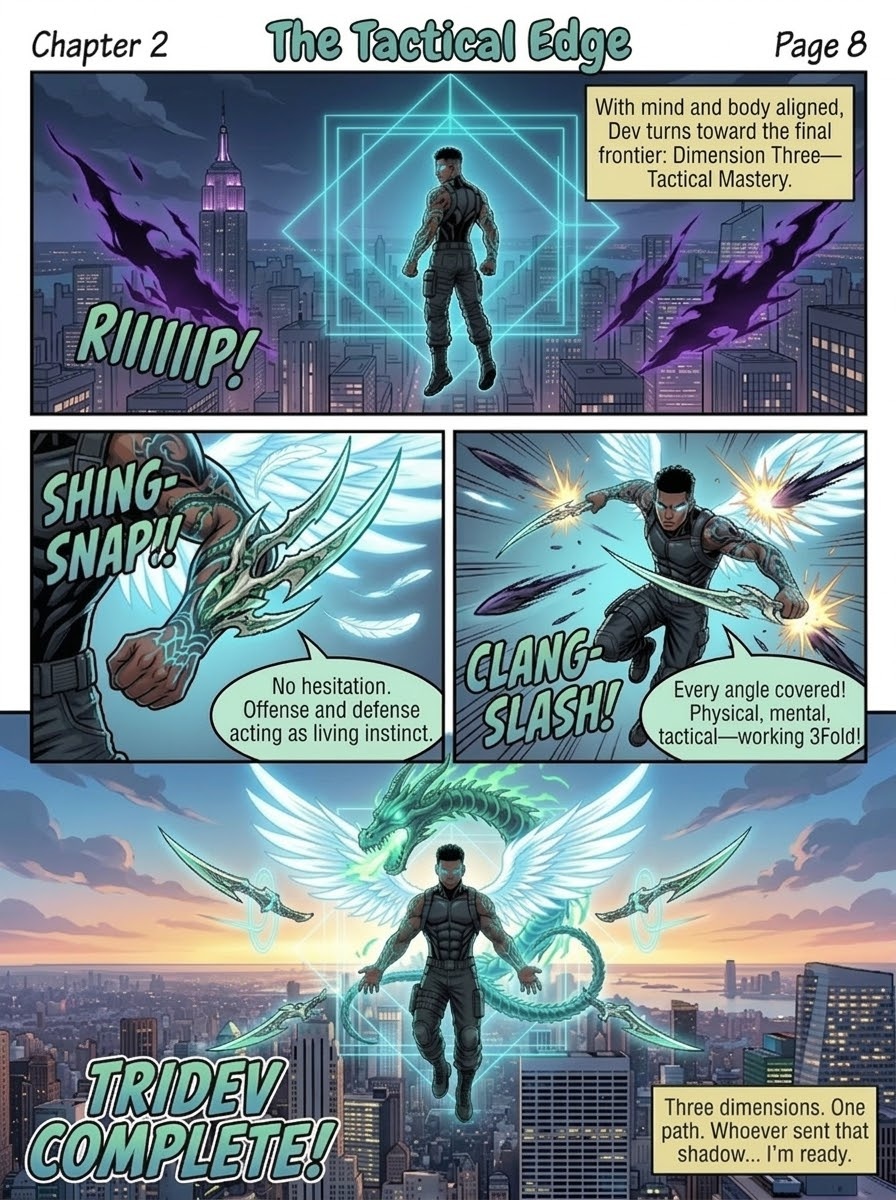 Chapter 2
The Tactical Edge
Page 8
With mind and body aligned,
Dev turns toward the final
frontier: Dimension Three—
Tactical Mastery.
RIIIIIIP!
SHING-
SNAP!!
No hesitation.
Offense and defense
acting as living instinct.
CLANG-
SLASH!
Every angle covered!
Physical, mental,
tactical—working 3Fold!
TRIDEV
COMPLETE!
Three dimensions. One
path. Whoever sent that
shadow... I'm ready.